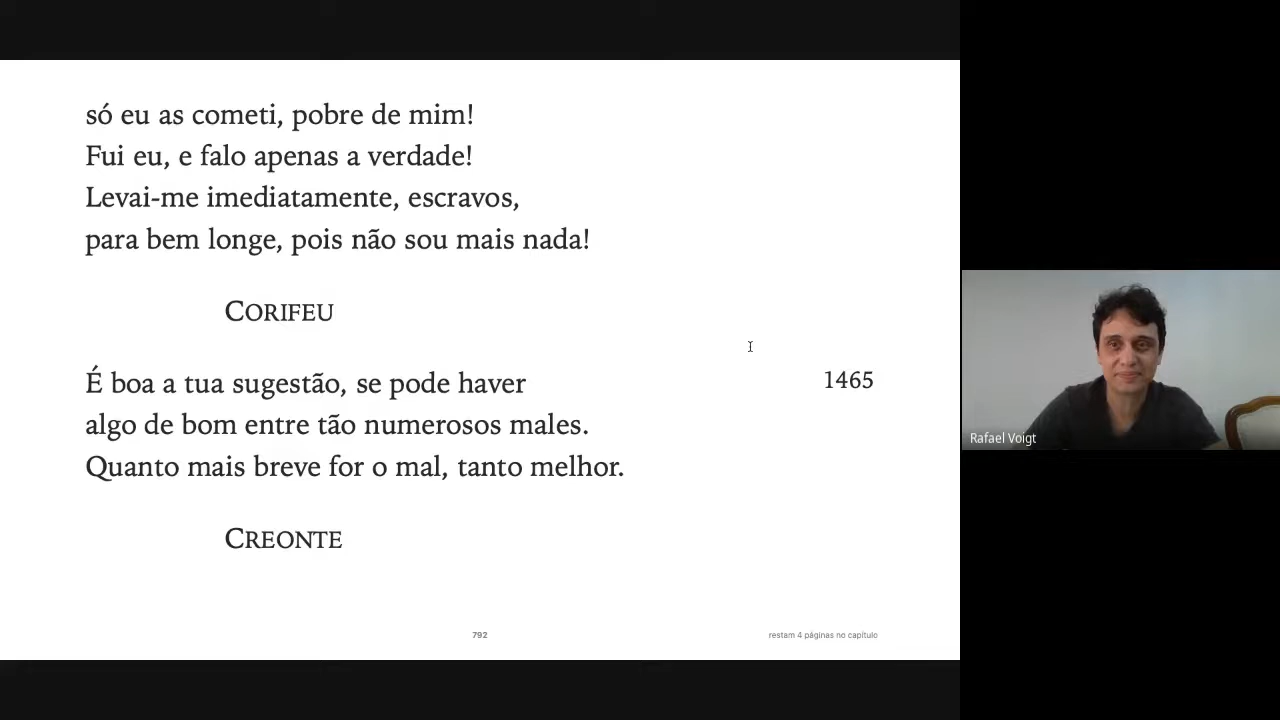 só eu as cometi, pobre de mim!
Fui eu, e falo apenas a verdade!
Levai-me imediatamente, escravos,
para bem longe, pois não sou mais nada!
CORIFEU
É boa a tua sugestão, se pode haver 1465
algo de bom entre tão numerosos males.
Quanto mais breve for o mal, tanto melhor.
CREONTE
792 restam 4 páginas no capítulo
Rafael Voigt